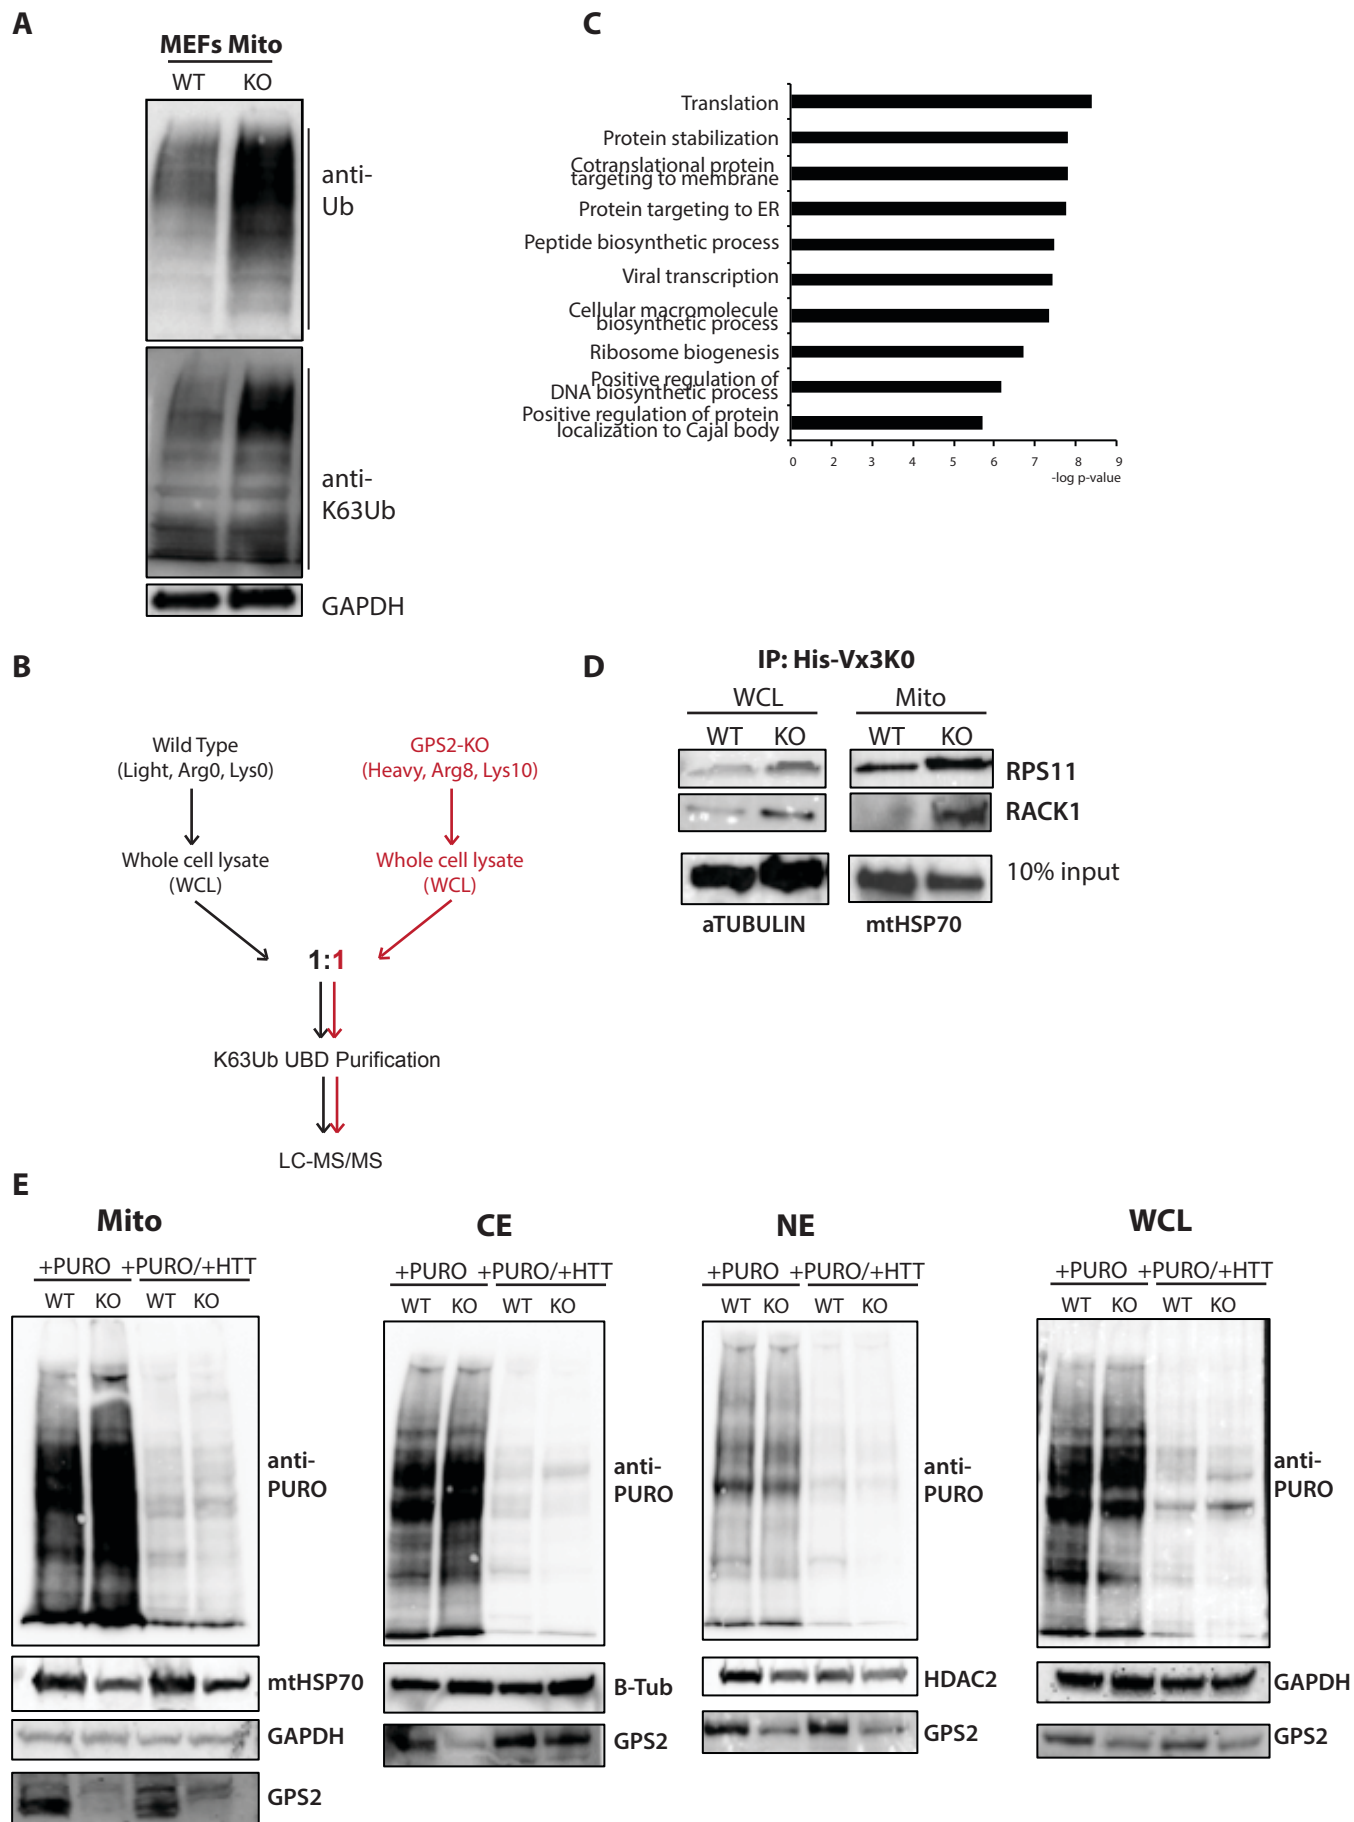 A
MEFs Mito
WT KO
anti-
Ub
anti-
K63Ub
GAPDH
C
Translation
Protein stabilization
Cotranslational protein
targeting to membrane
Protein targeting to ER
Peptide biosynthetic process
Viral transcription
Cellular macromolecule
biosynthetic process
Ribosome biogenesis
Positive regulation of
DNA biosynthetic process
Positive regulation of protein
localization to Cajal body
0 2 3 4 5 6 7 8 9
-log p-value
B
Wild Type
(Light, Arg0, Lys0)
GPS2-KO
(Heavy, Arg8, Lys10)
Whole cell lysate
(WCL)
Whole cell lysate
(WCL)
1:1
K63Ub UBD Purification
LC-MS/MS
D
IP: His-Vx3K0
WCL Mito
WT KO WT KO
RPS11
RACK1
10% input
aTUBULIN mtHSP70
E
Mito
+PURO +PURO/+HTT
WT KO WT KO
anti-
PURO
mtHSP70
GAPDH
GPS2
CE
+PURO +PURO/+HTT
WT KO WT KO
anti-
PURO
B-Tub
GPS2
NE
+PURO +PURO/+HTT
WT KO WT KO
anti-
PURO
HDAC2
GPS2
WCL
+PURO +PURO/+HTT
WT KO WT KO
anti-
PURO
GAPDH
GPS2